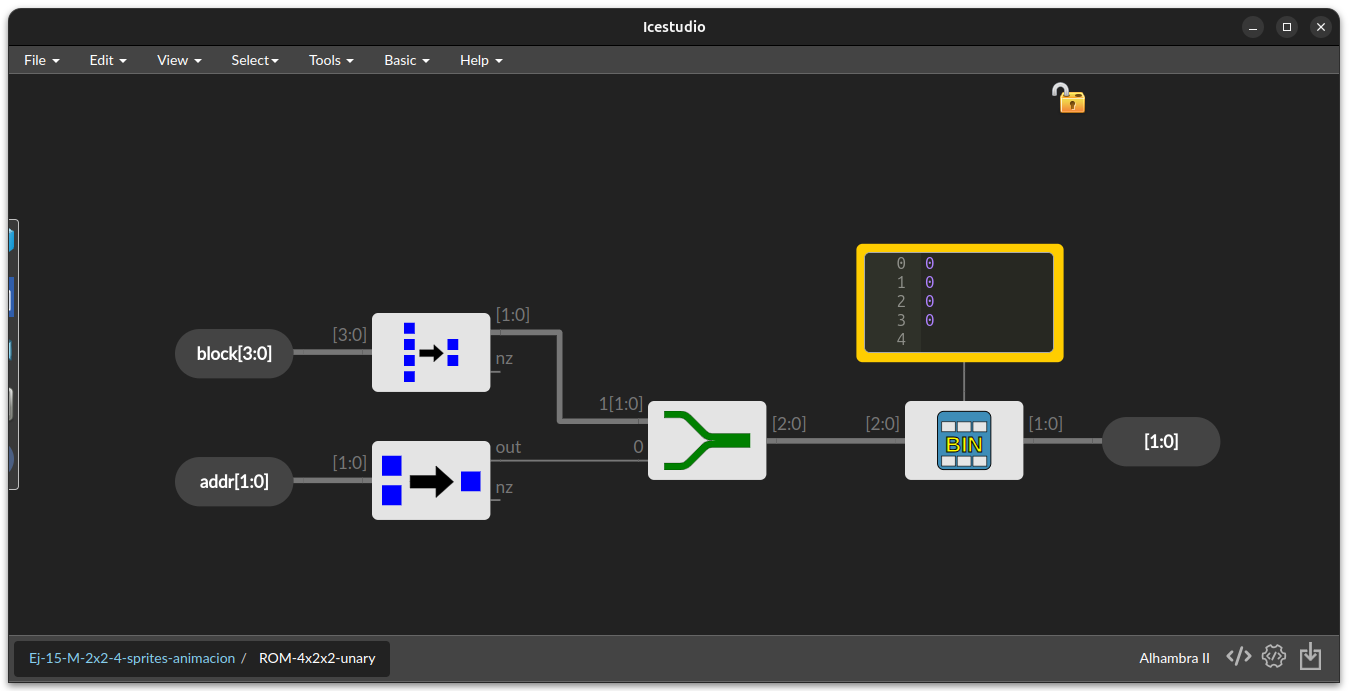 Icestudio
File Edit View Select Tools Basic Help
0 0
1 0
2 0
3 0
4
[1:0]
[3:0]
block[3:0]
nz
1[1:0]
[2:0]
[2:0]
[1:0]
BIN
[1:0]
out
0
[1:0]
addr[1:0]
nz
Ej-15-M-2x2-4-sprites-animacion / ROM-4x2x2-unary
Alhambra II